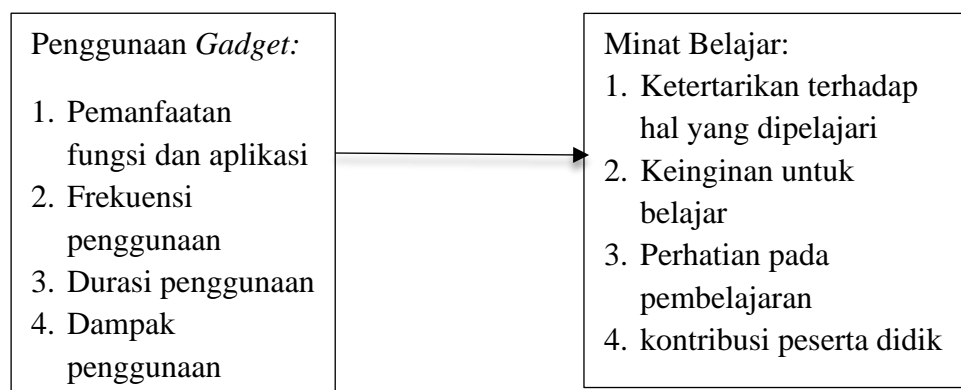 Penggunaan Gadget:
1. Pemanfaatan
fungsi dan aplikasi
2. Frekuensi
penggunaan
3. Durasi penggunaan
4. Dampak
penggunaan
Minat Belajar:
1. Ketertarikan terhadap
hal yang dipelajari
2. Keinginan untuk
belajar
3. Perhatian pada
pembelajaran
4. kontribusi peserta didik